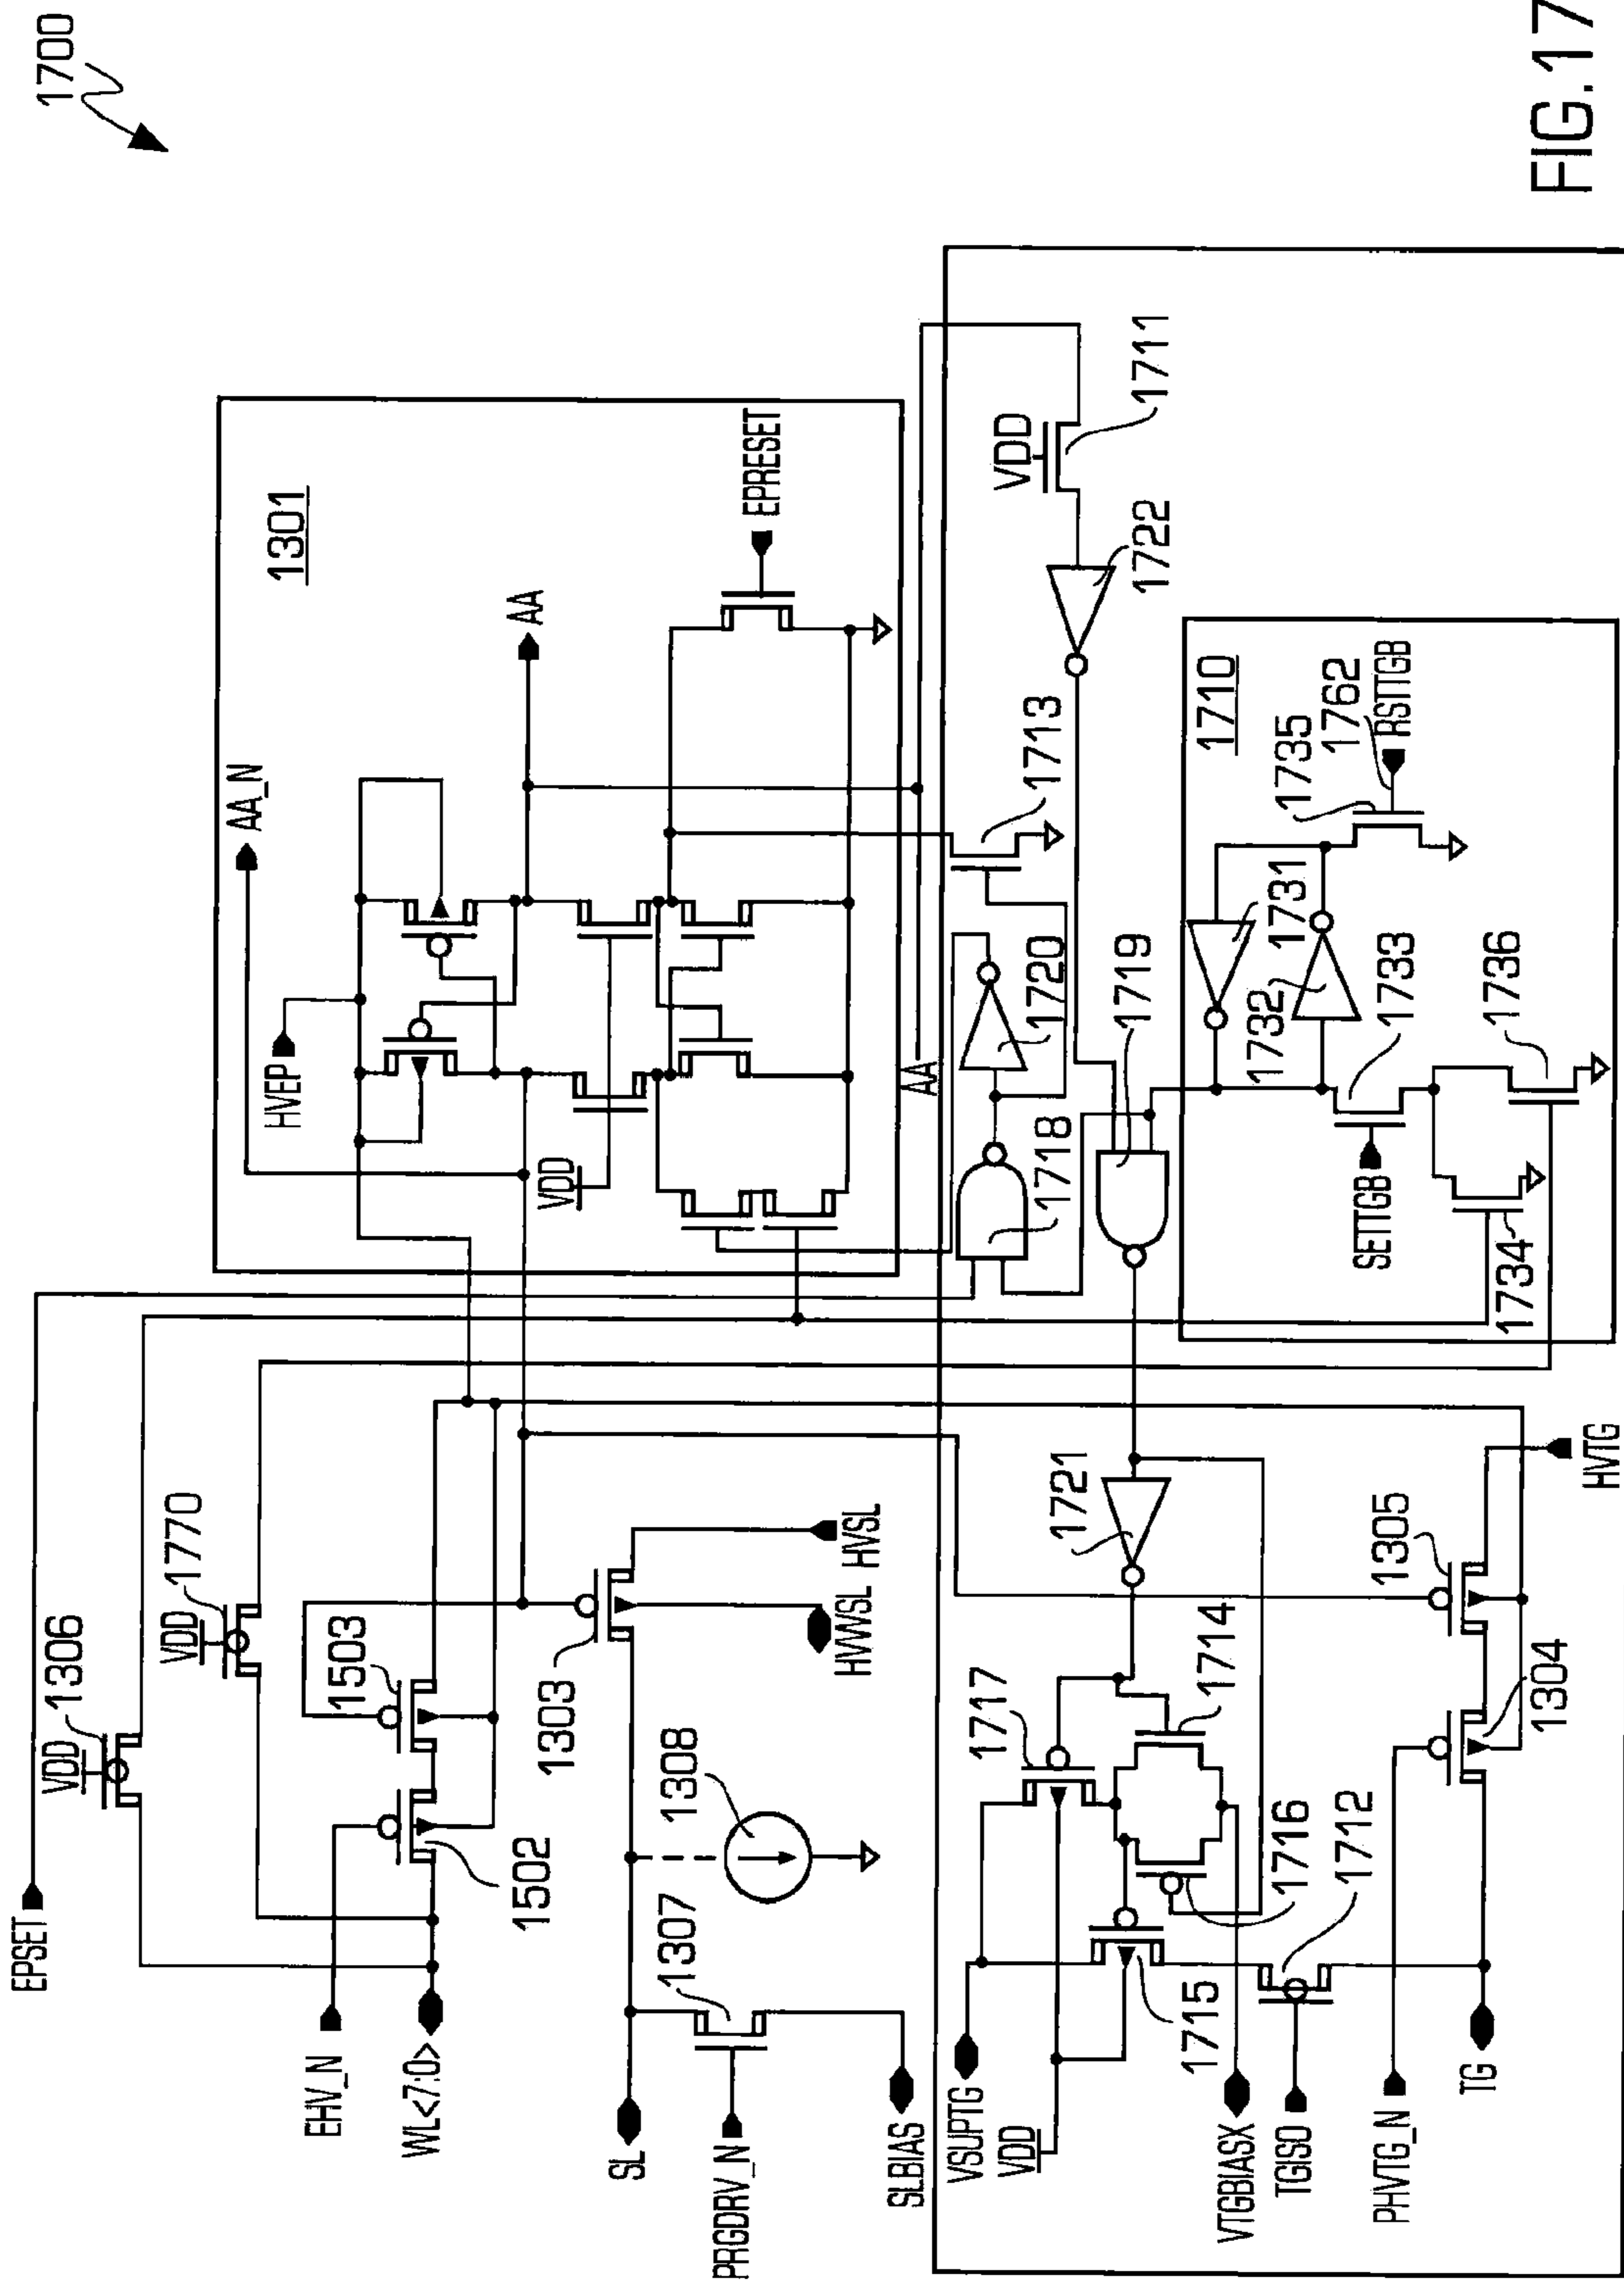 1700
FIG.17
1301
AA_N
AA
HVEP
EPRESET
VDD
AA
EPSET
VDD
1306
VDD
1770
1503
1502
EHV_N
WL<7:0>
1303
HVSL
HVWSL
1308
1307
SL
PRGDRV_N
SLBIAS
VDD
1711
1722
1713
1720
1719
1718
1710
1735
1762
RSTTGB
1731
1732
1733
1736
SETTGB
1734
1721
1717
1714
1716
1712
1715
VSUPTG
VDD
VTGBIASX
TGISO
PHVTG_N
TG
1305
1304
HVTG